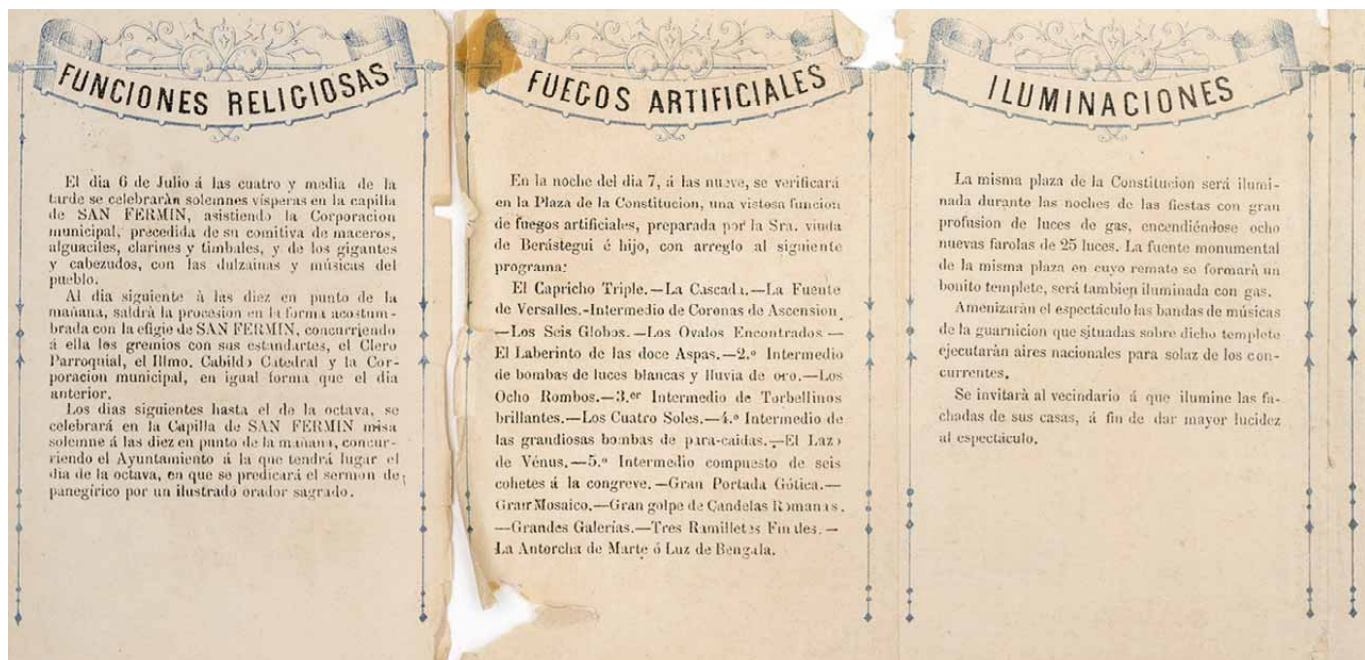 FUNCIONES RELIGIOSAS
El dia 6 de Julio á las cuatro y media de la
tarde se celebraràn solemnes vísperas en la capilla
de SAN FERMIN, asistiendo la Corporacion
municipal, precedida de su comitiva de maceros,
alguaciles, clarines y timbales, y de los gigantes
y cabezudos, con las dulzainas y músicas del
pueblo.
Al dia siguiente à las diez en punto de la
mañana, saldrà la procesion en la forma acostum-
brada con la efigie de SAN FERMIN, concurriendo
á ella los gremios con sus estandartes, el Clero
Parroquial, el Illmo. Cabildo Catedral y la Cor-
poracion municipal, en igual forma que el dia
anterior.
Los dias siguientes hasta el de la octava, se
celebrará en la Capilla de SAN FERMIN misa
solemne á las diez en punto de la mañana, concur-
riendo el Ayuntamiento á la que tendrá lugar el
dia de la octava, en que se predicará el sermon de
panegírico por un ilustrado orador sagrado.
FUEGOS ARTIFICIALES
En la noche del dia 7, á las nueve, se verificará
en la Plaza de la Constitucion, una vistosa funcion
de fuegos artificiales, preparada por la Sra. viuda
de Berástegui é hijo, con arreglo al siguiente
programa:
El Capricho Triple.—La Cascada.—La Fuente
de Versalles.-Intermedio de Coronas de Ascension
—Los Seis Globos.—Los Ovalos Encontrados.—
El Laberinto de las doce Aspas.—2.º Intermedio
de bombas de luces blancas y lluvia de oro.—Los
Ocho Rombos.—3.er Intermedio de Torbellinos
brillantes.—Los Cuatro Soles.—4.º Intermedio de
las grandiosas bombas de para-caidas.—El Lazo
de Vénus.—5.º Intermedio compuesto de seis
cohetes á la congreve.—Gran Portada Gótica.—
Gran Mosaico.—Gran golpe de Candelas Romanas.
—Grandes Galerías.—Tres Ramilletes Finales.—
La Antorcha de Marte ó Luz de Bengala.
ILUMINACIONES
La misma plaza de la Constitucion será ilumi-
nada durante las noches de las fiestas con gran
profusion de luces de gas, encendiéndose ocho
nuevas farolas de 25 luces. La fuente monumental
de la misma plaza en cuyo remate se formarà un
bonito templete, será tambien iluminada con gas.
Amenizarán el espectáculo las bandas de músicas
de la guarnicion que situadas sobre dicho templete
ejecutaràn aires nacionales para solaz de los con-
currentes.
Se invitarà al vecindario á que ilumine las fa-
chadas de sus casas, á fin de dar mayor lucidez
al espectáculo.